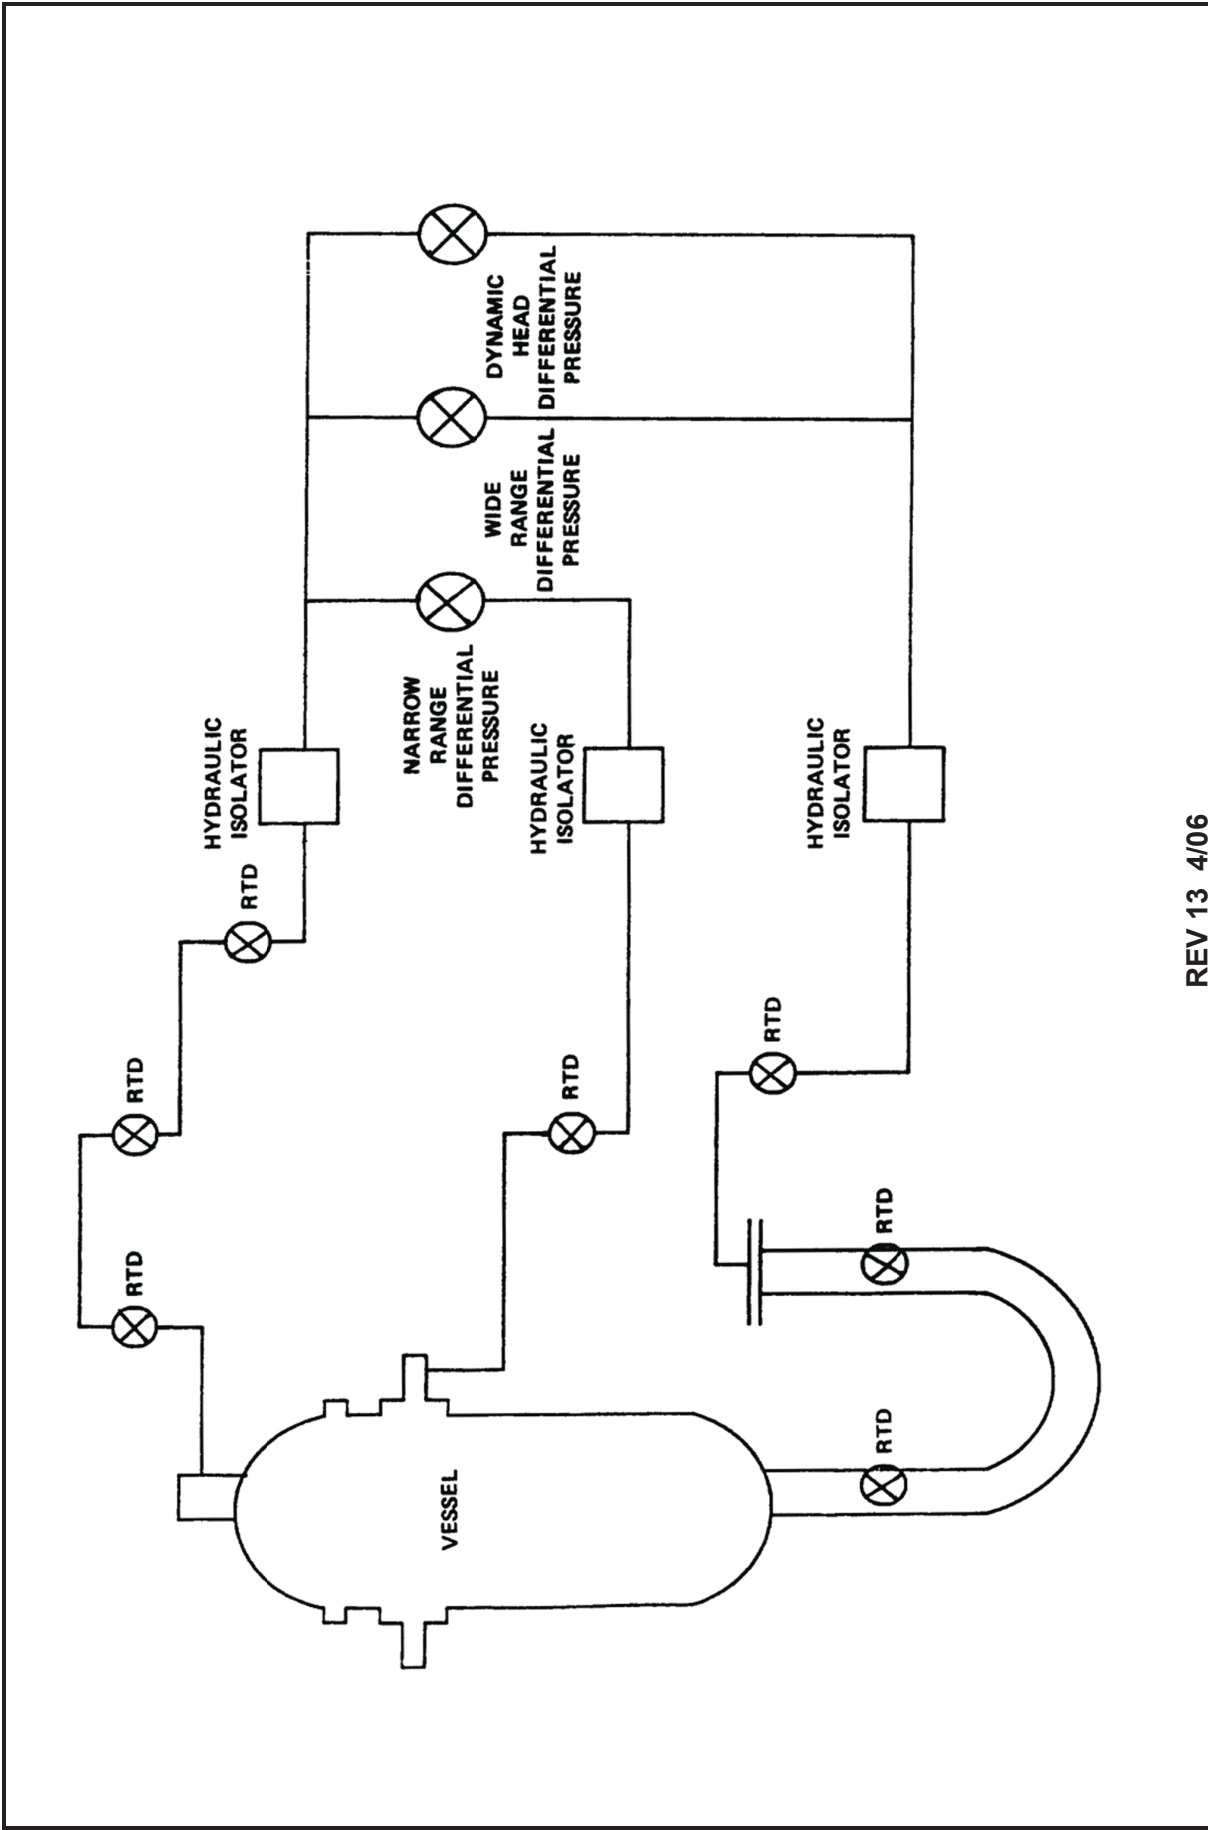 RTD
RTD
RTD
HYDRAULIC
ISOLATOR
DYNAMIC
HEAD
DIFFERENTIAL
PRESSURE
WIDE
RANGE
DIFFERENTIAL
PRESSURE
NARROW
RANGE
DIFFERENTIAL
PRESSURE
VESSEL
RTD
HYDRAULIC
ISOLATOR
RTD
HYDRAULIC
ISOLATOR
RTD
RTD
REV 13 4/06